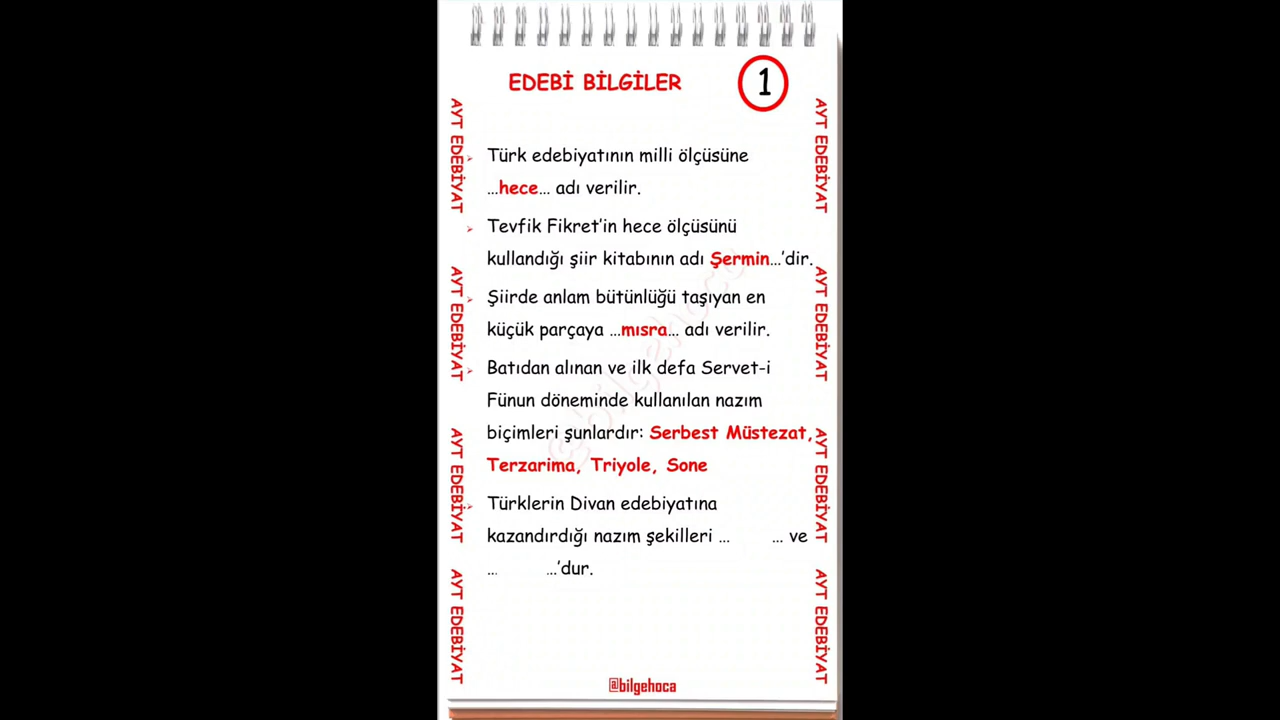 EDEBİ BİLGİLER
1
Türk edebiyatının milli ölçüsüne
…hece… adı verilir.
Tevfik Fikret'in hece ölçüsünü
kullandığı şiir kitabının adı Şermin…'dir.
Şiirde anlam bütünlüğü taşıyan en
küçük parçaya …mısra… adı verilir.
Batıdan alınan ve ilk defa Servet-i
Fünun döneminde kullanılan nazım
biçimleri şunlardır: Serbest Müstezat,
Terzarima, Triyole, Sone
Türklerin Divan edebiyatına
kazandırdığı nazım şekilleri … … ve
… …'dur.
AYT EDEBİYAT
AYT EDEBİYAT
AYT EDEBİYAT
AYT EDEBİYAT
AYT EDEBİYAT
AYT EDEBİYAT
AYT EDEBİYAT
AYT EDEBİYAT
@bilgehoca
@bilgehoca